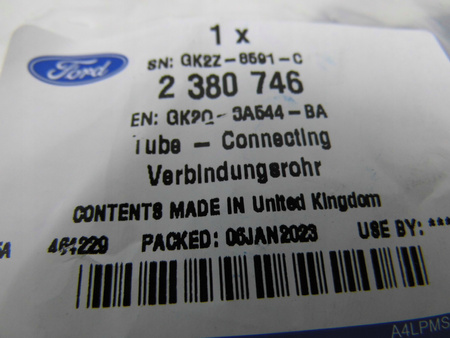 1 x
Ford
SN: GK2Z-8591-C
2 380 746
EN: GK2Q-3A544-BA
Tube - Connecting
Verbindungsrohr
CONTENTS MADE IN United Kingdom
461229 PACKED: 05JAN2023 USE BY: ***
A4LPMS